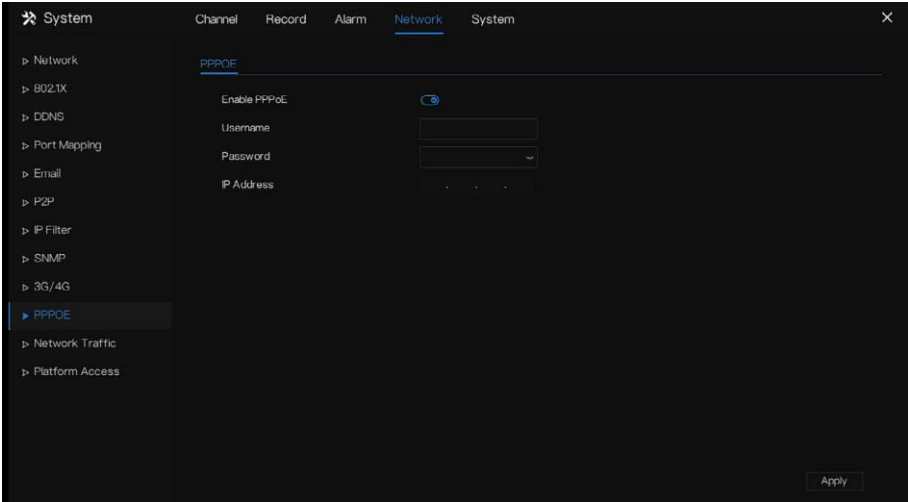 System
Channel Record Alarm Network System
Network
802.1X
DDNS
Port Mapping
Email
P2P
IP Filter
SNMP
3G/4G
PPPOE
Network Traffic
Platform Access
PPPOE
Enable PPPoE
Username
Password
IP Address
. . .
Apply